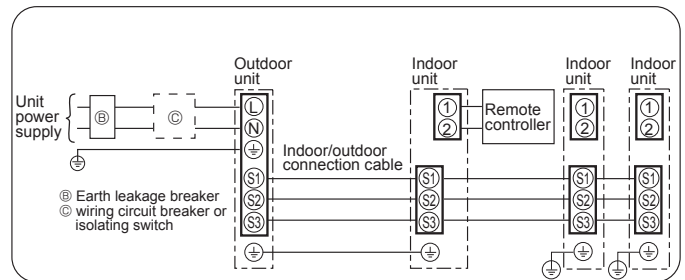 Outdoor
unit
Indoor
unit
Indoor
unit
Indoor
unit
Unit
power
supply
Ⓑ
Ⓒ
L
N
1
2
Remote
controller
1
2
1
2
Indoor/outdoor
connection cable
S1
S2
S3
S1
S2
S3
S1
S2
S3
S1
S2
S3
Ⓑ Earth leakage breaker
Ⓒ wiring circuit breaker or
isolating switch